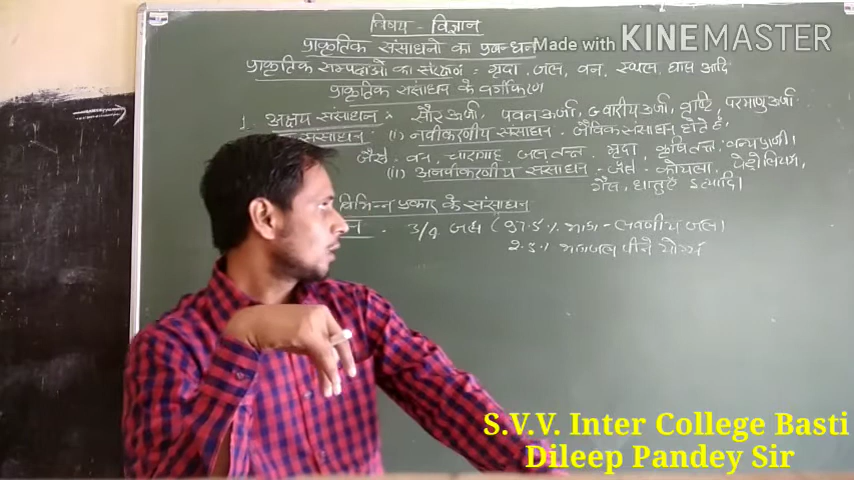 विषय - विज्ञान
प्राकृतिक संसाधनो का प्रबन्धन
Made with KINEMASTER
प्राकृतिक सम्पदाओं का संरक्षण : मृदा, जल, वन, स्थल, घास आदि
प्राकृतिक संसाधन के वर्गीकरण
1. अक्षय संसाधन : सौर ऊर्जा, पवन ऊर्जा, ज्वारीय ऊर्जा, वृष्टि, परमाणु ऊर्जा
संसाधन : (i) नवीकरणीय संसाधन - जैविक संसाधन होते हैं,
जैसे - वन, चारागाह, जल तन्त्र, मृदा, कृषि तन्त्र, वन्य प्राणी।
(ii) अनवीकरणीय संसाधन - जैसे - कोयला, पेट्रोलियम,
गैस, धातुएँ इत्यादि।
विभिन्न प्रकार के संसाधन
3/4 जल (97.5% भाग - लवणीय जल)
2.5% भाग जल पीने योग्य
S.V.V. Inter College Basti
Dileep Pandey Sir